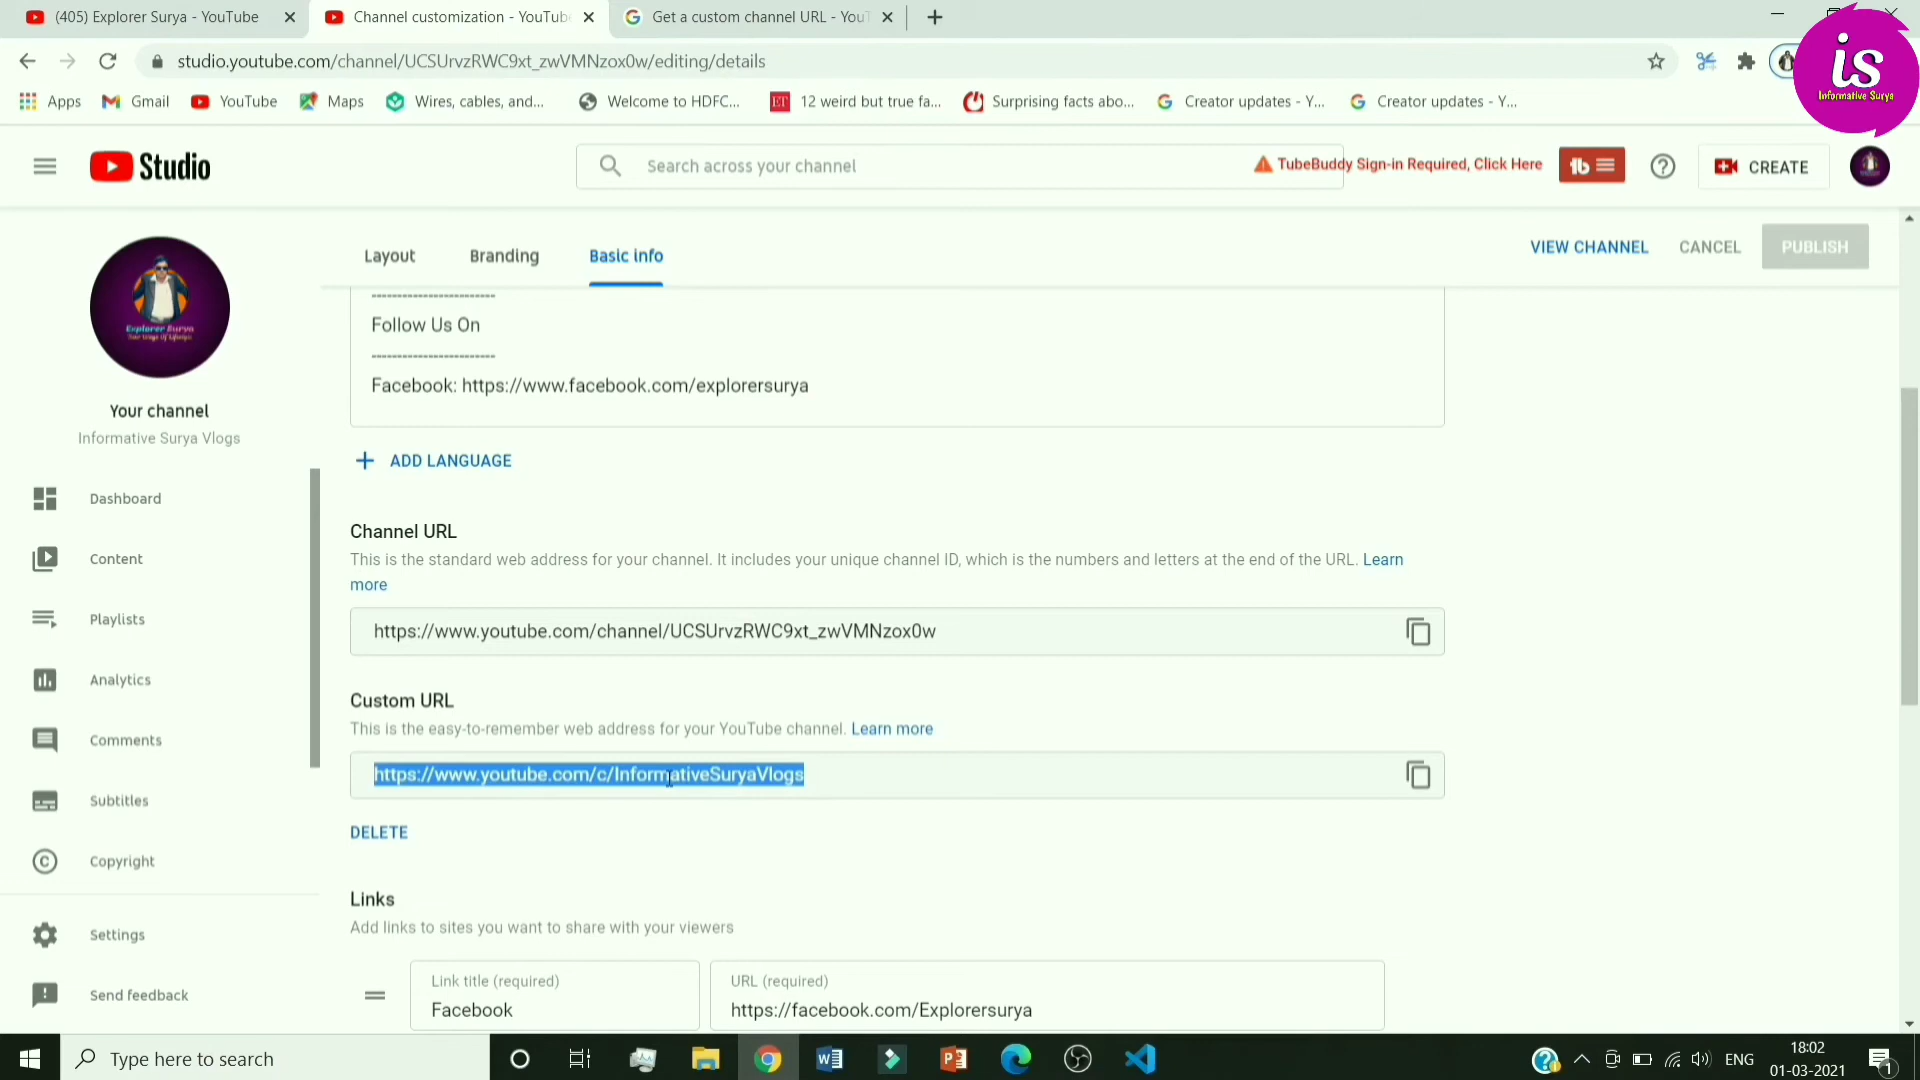 (405) Explorer Surya - YouTube
Channel customization - YouTub
Get a custom channel URL - You
studio.youtube.com/channel/UCSUrvzRWC9xt_zwVMNzox0w/editing/details
is
Informative Surya
Apps
Gmail
YouTube
Maps
Wires, cables, and...
Welcome to HDFC...
ET
12 weird but true fa...
Surprising facts abo...
Creator updates - Y...
Creator updates - Y...
Studio
Search across your channel
TubeBuddy Sign-in Required, Click Here
tb
CREATE
Explorer Surya
Your channel
Informative Surya Vlogs
Dashboard
Content
Playlists
Analytics
Comments
Subtitles
Copyright
Settings
Send feedback
Layout
Branding
Basic info
VIEW CHANNEL
CANCEL
PUBLISH
------------------------
Follow Us On
------------------------
Facebook: https://www.facebook.com/explorersurya
ADD LANGUAGE
Channel URL
This is the standard web address for your channel. It includes your unique channel ID, which is the numbers and letters at the end of the URL. Learn
more
https://www.youtube.com/channel/UCSUrvzRWC9xt_zwVMNzox0w
Custom URL
This is the easy-to-remember web address for your YouTube channel. Learn more
https://www.youtube.com/c/InformativeSuryaVlogs
DELETE
Links
Add links to sites you want to share with your viewers
Link title (required)
Facebook
URL (required)
https://facebook.com/Explorersurya
Type here to search
ENG
18:02
01-03-2021
1